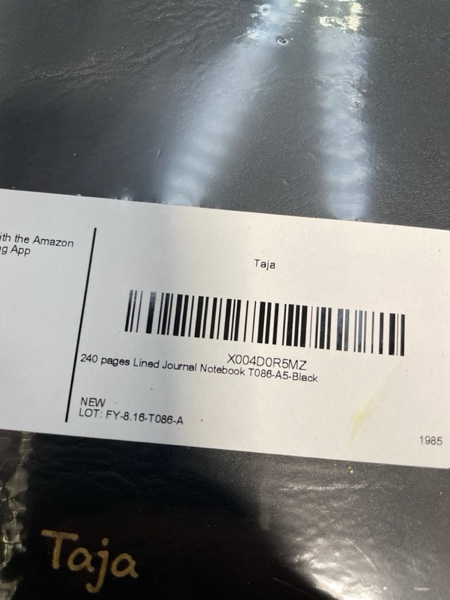 ith the Amazon
ng App
Taja
X004D0R5MZ
240 pages Lined Journal Notebook T086-A5-Black
NEW
LOT: FY-8.16-T086-A
1985
Taja